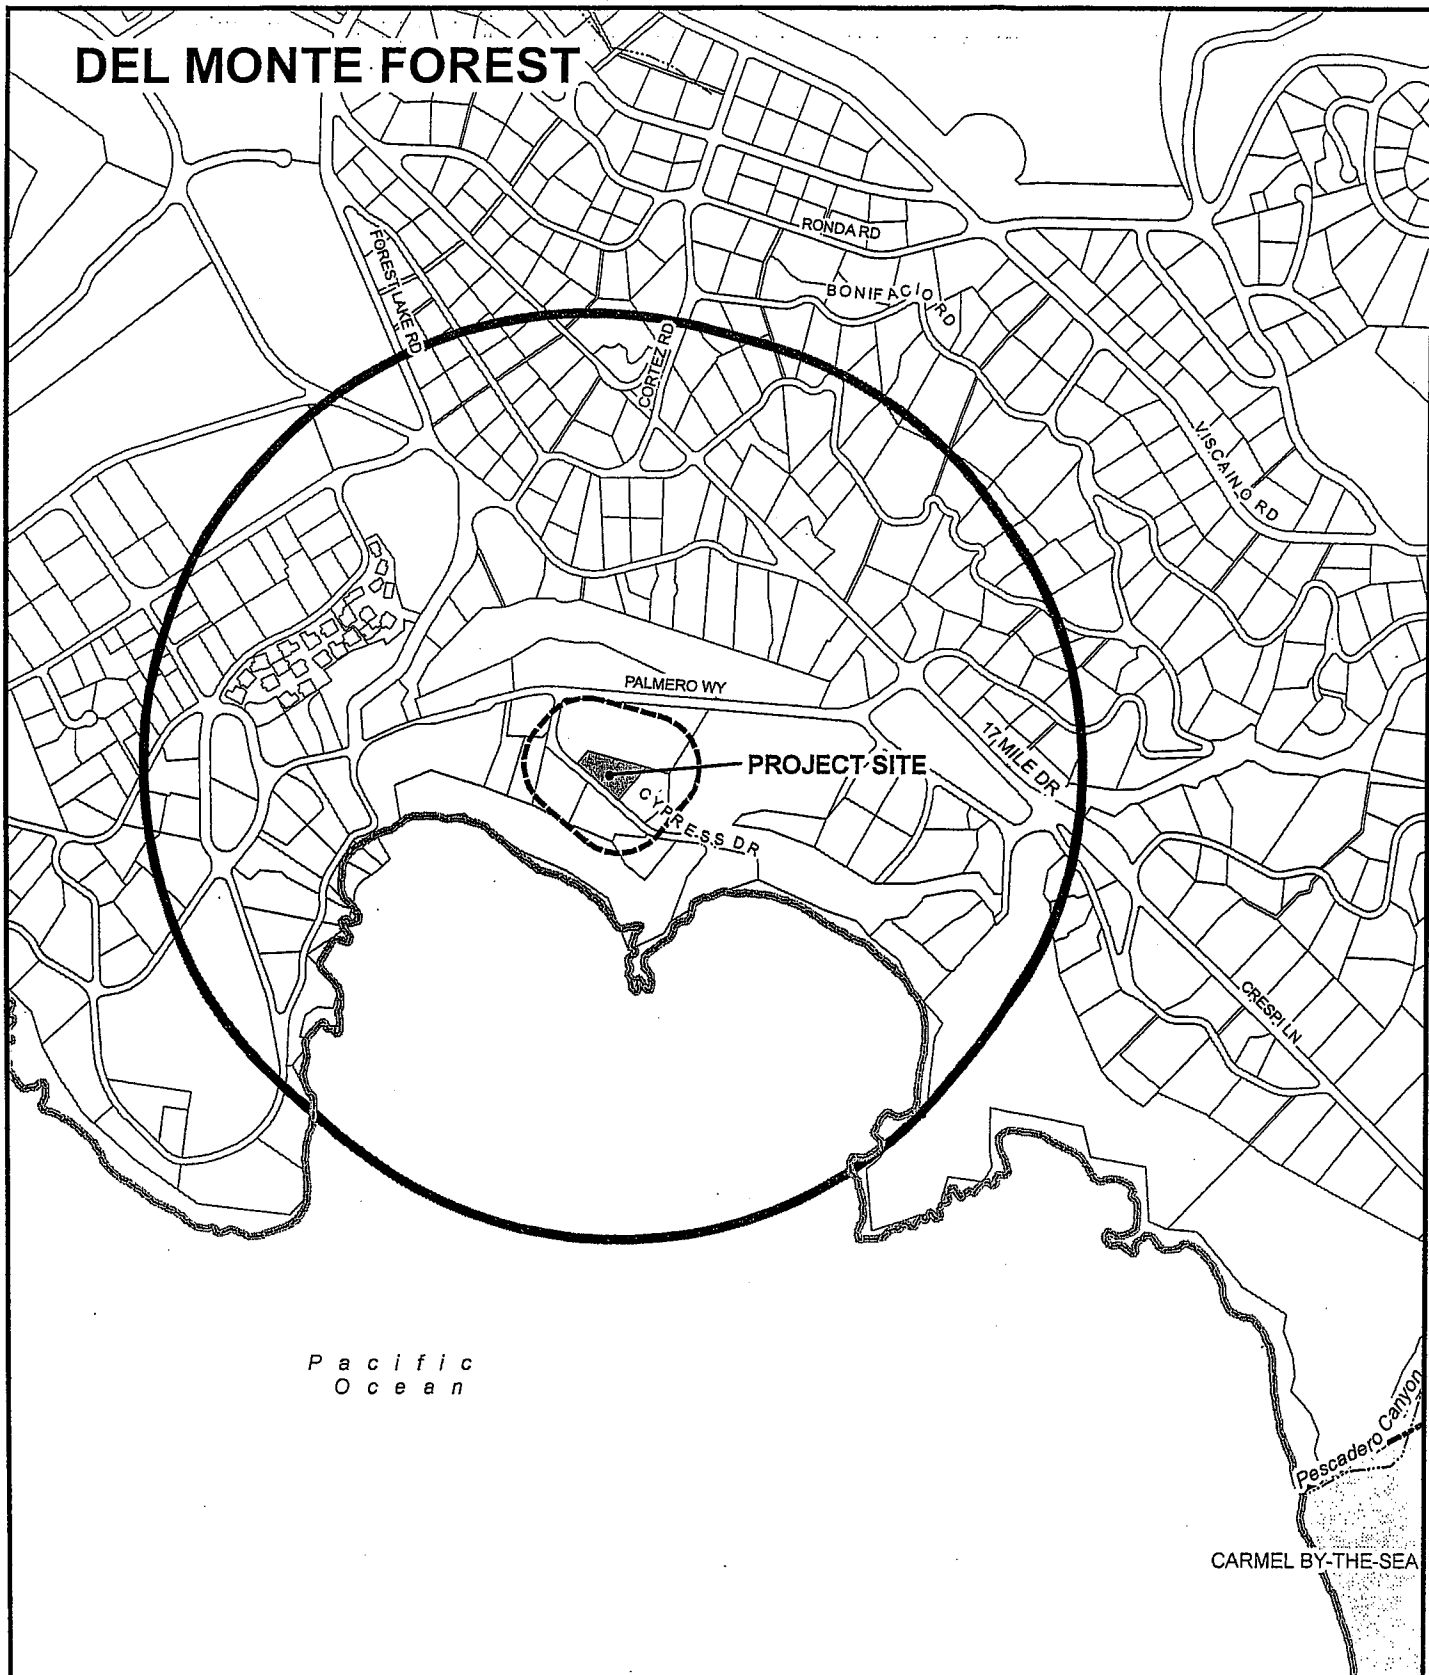 DEL MONTE FOREST
RONDA RD
FOREST LAKE RD
BONIFACIO RD
CORTEZ RD
VISCAINO RD
PALMERO WY
17 MILE DR
PROJECT SITE
CYPRESS DR
CRESPI LN
Pacific
Ocean
Pescadero Canyon
CARMEL BY-THE-SEA